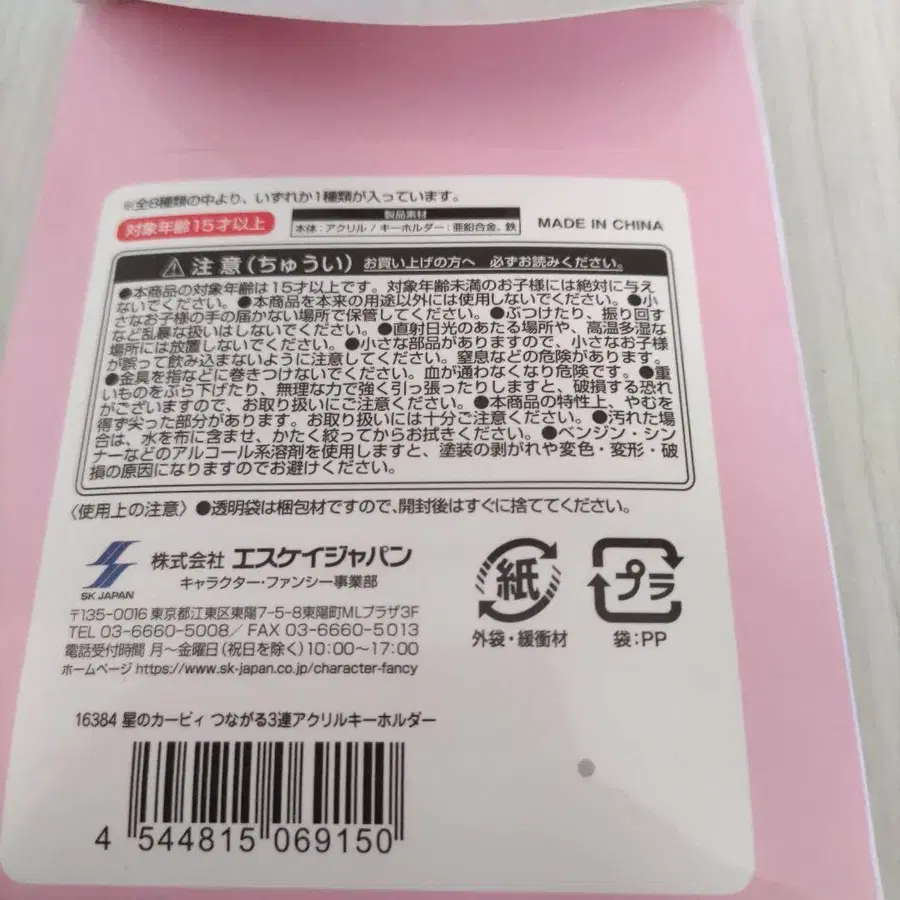 ※全8種類の中より、いずれか1種類が入っています。
対象年齢15才以上
製品素材
本体:アクリル / キーホルダー:亜鉛合金、鉄
MADE IN CHINA
注意(ちゅうい) お買い上げの方へ 必ずお読みください。
●本商品の対象年齢は15才以上です。対象年齢未満のお子様には絶対に与え
ないでください。●本商品を本来の用途以外には使用しないでください。●小
さなお子様の手の届かない場所で保管してください。●ぶつけたり、振り回す
など乱暴な扱いはしないでください。●直射日光のあたる場所や、高温多湿な
場所には放置しないでください。●小さな部品がありますので、小さなお子様
が誤って飲み込まないように注意してください。窒息などの危険があります。
●金具を指などに巻きつけないでください。血が通わなくなり危険です。●重
いものをぶら下げたり、無理な力で強く引っ張ったりしますと、破損する恐れ
がございますので、お取り扱いにご注意ください。●本商品の特性上、やむを
得ず尖った部分があります。お取り扱いには十分ご注意ください。●汚れた場
合は、水を布に含ませ、かたく絞ってからお拭きください。●ベンジン・シン
ナーなどのアルコール系溶剤を使用しますと、塗装の剥がれや変色・変形・破
損の原因になりますのでお避けください。
〈使用上の注意〉●透明袋は梱包材ですので、開封後はすぐに捨ててください。
SK JAPAN
株式会社 エスケイジャパン
キャラクター・ファンシー事業部
〒135-0016 東京都江東区東陽7-5-8東陽町MLプラザ3F
TEL 03-6660-5008/ FAX 03-6660-5013
電話受付時間 月~金曜日(祝日を除く)10:00~17:00
ホームページ https://www.sk-japan.co.jp/character-fancy
紙
外袋・緩衝材
プラ
袋:PP
16384 星のカービィ つながる3連アクリルキーホルダー
4 544815 069150